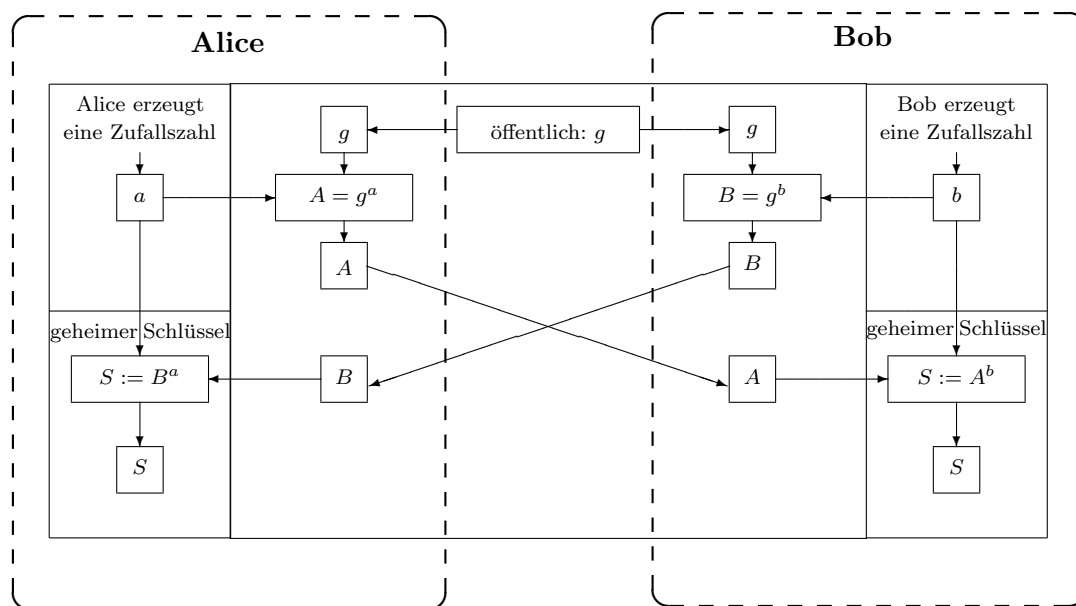 Alice
Bob
Alice erzeugt
eine Zufallszahl
g
öffentlich: g
g
Bob erzeugt
eine Zufallszahl
a
A = g^a
B = g^b
b
A
B
geheimer Schlüssel
geheimer Schlüssel
S := B^a
B
A
S := A^b
S
S